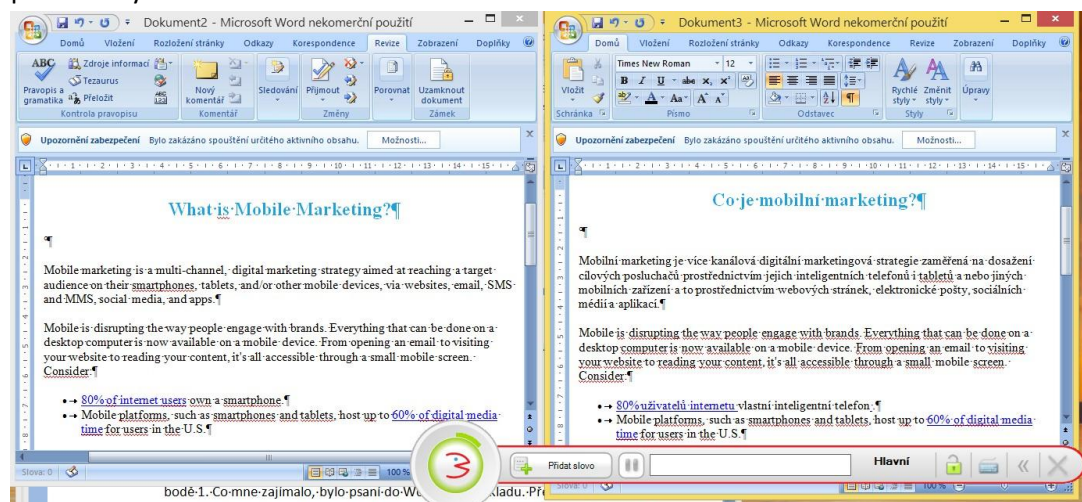 Dokument2 - Microsoft Word nekomerční použití
Domů Vložení Rozložení stránky Odkazy Korespondence Revize Zobrazení Doplňky
ABC Zdroje informací
Tezaurus
Pravopis a gramatika Přeložit
Nový komentář
Sledování
Přijmout
Porovnat
Uzamknout dokument
Kontrola pravopisu Komentář Změny Zámek
Upozornění zabezpečení Bylo zakázáno spouštění určitého aktivního obsahu. Možnosti...
What is Mobile Marketing?¶
¶
Mobile marketing is a multi-channel, digital marketing strategy aimed at reaching a target
audience on their smartphones, tablets, and/or other mobile devices, via websites, email, SMS
and MMS, social media, and apps.¶
Mobile is disrupting the way people engage with brands. Everything that can be done on a
desktop computer is now available on a mobile device. From opening an email to visiting
your website to reading your content, it's all accessible through a small mobile screen.
Consider:¶
• 80% of internet users own a smartphone.¶
• Mobile platforms, such as smartphones and tablets, host up to 60% of digital media
time for users in the U.S.¶
Slova: 0 100 %
Dokument3 - Microsoft Word nekomerční použití
Domů Vložení Rozložení stránky Odkazy Korespondence Revize Zobrazení Doplňky
Vložit
Times New Roman 12
B I U abc x₂ x²
Rychlé styly
Změnit styly
Úpravy
Schránka Písmo Odstavec Styly
Upozornění zabezpečení Bylo zakázáno spouštění určitého aktivního obsahu. Možnosti...
Co je mobilní marketing?¶
¶
Mobilní marketing je více kanálová digitální marketingová strategie zaměřená na dosažení
cílových posluchačů prostřednictvím jejich inteligentních telefonů i tabletů a nebo jiných
mobilních zařízení a to prostřednictvím webových stránek, elektronické pošty, sociálních
médií a aplikací.¶
Mobile is disrupting the way people engage with brands. Everything that can be done on a
desktop computer is now available on a mobile device. From opening an email to visiting
your website to reading your content, it's all accessible through a small mobile screen.
Consider:¶
• 80% uživatelů internetu vlastní inteligentní telefon.¶
• Mobile platforms, such as smartphones and tablets, host up to 60% of digital media
time for users in the U.S.¶
Přidat slovo Hlavní
Slova: 0 100 %
bodě 1. Co mne zajímalo, bylo psaní do